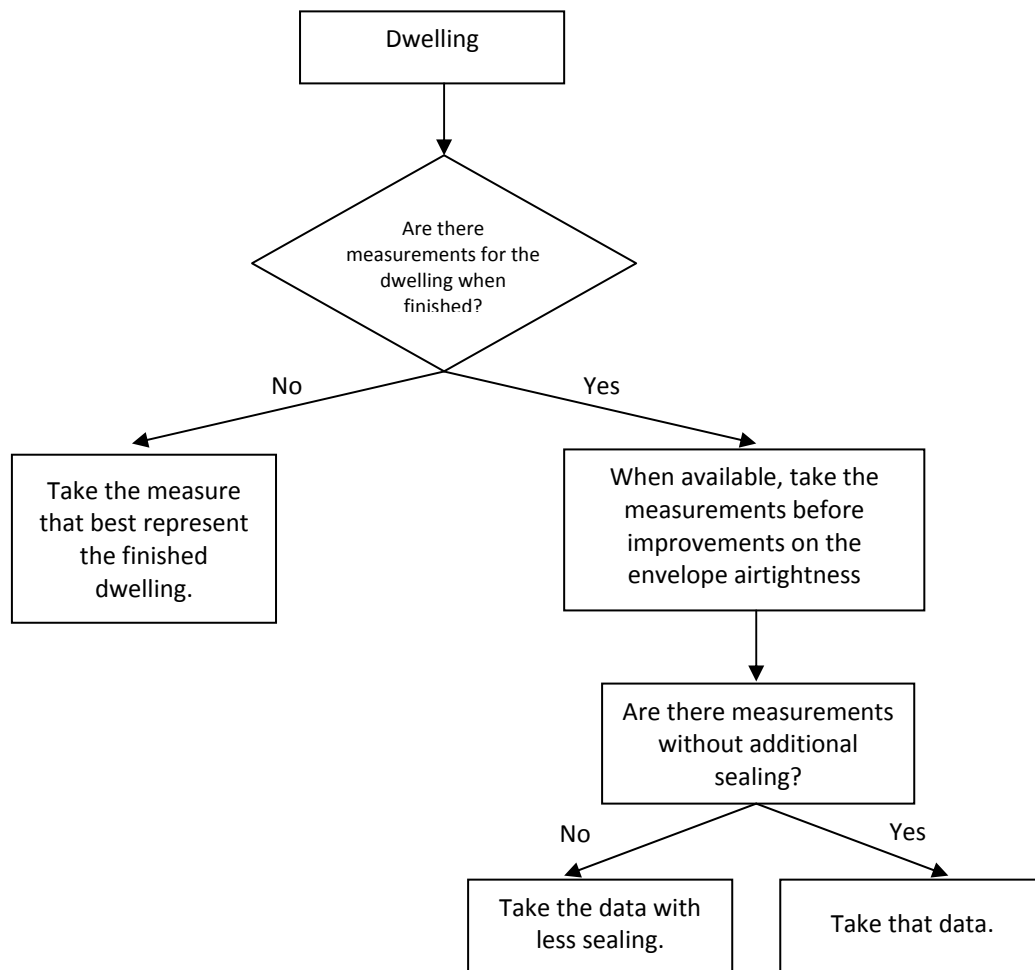 Dwelling
Are there
measurements for the
dwelling when
finished?
No
Yes
Take the measure
that best represent
the finished
dwelling.
When available, take the
measurements before
improvements on the
envelope airtightness
Are there measurements
without additional
sealing?
No
Yes
Take the data with
less sealing.
Take that data.